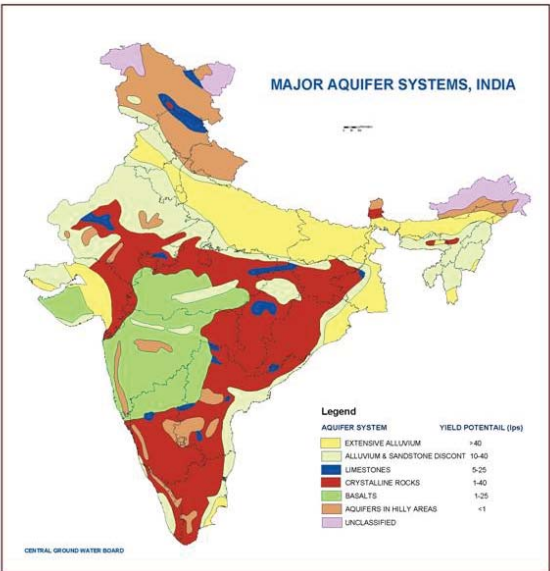 MAJOR AQUIFER SYSTEMS, INDIA
Legend
AQUIFER SYSTEM YIELD POTENTAIL (lps)
EXTENSIVE ALLUVIUM >40
ALLUVIUM & SANDSTONE DISCONT 10-40
LIMESTONES 5-25
CRYSTALLINE ROCKS 1-40
BASALTS 1-25
AQUIFERS IN HILLY AREAS <1
UNCLASSIFIED
CENTRAL GROUND WATER BOARD